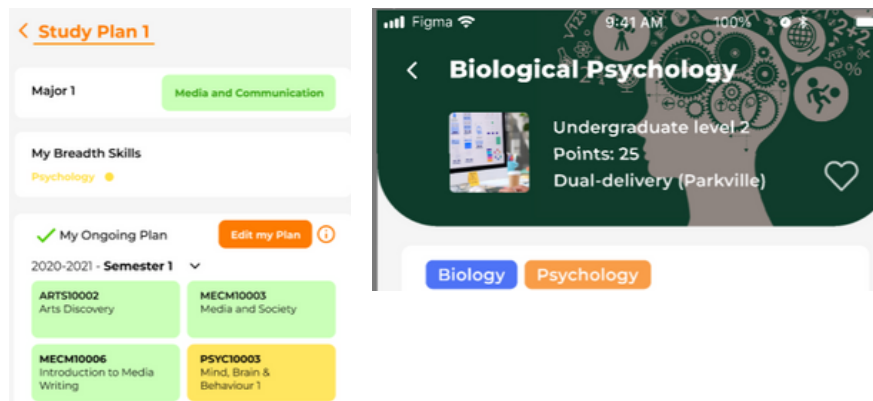 Study Plan 1
Major 1
Media and Communication
My Breadth Skills
Psychology
My Ongoing Plan
Edit my Plan
2020-2021 - Semester 1
ARTS10002
Arts Discovery
MECM10003
Media and Society
MECM10006
Introduction to Media
Writing
PSYC10003
Mind, Brain &
Behaviour 1
Figma
9:41 AM
100%
Biological Psychology
Undergraduate level 2
Points: 25
Dual-delivery (Parkville)
Biology
Psychology